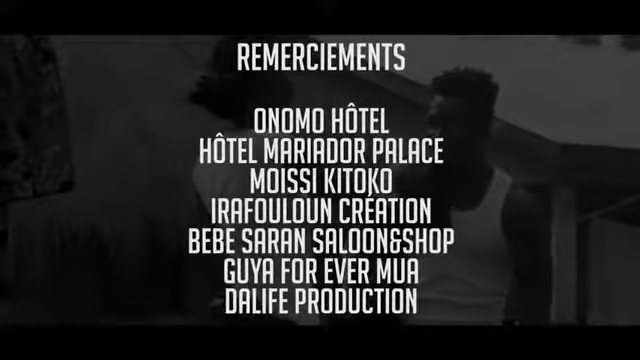 REMERCIEMENTS
ONOMO HÔTEL
HÔTEL MARIADOR PALACE
MOISSI KITOKO
IRAFOULOUN CRÉATION
BEBE SARAN SALOON&SHOP
GUYA FOR EVER MUA
DALIFE PRODUCTION